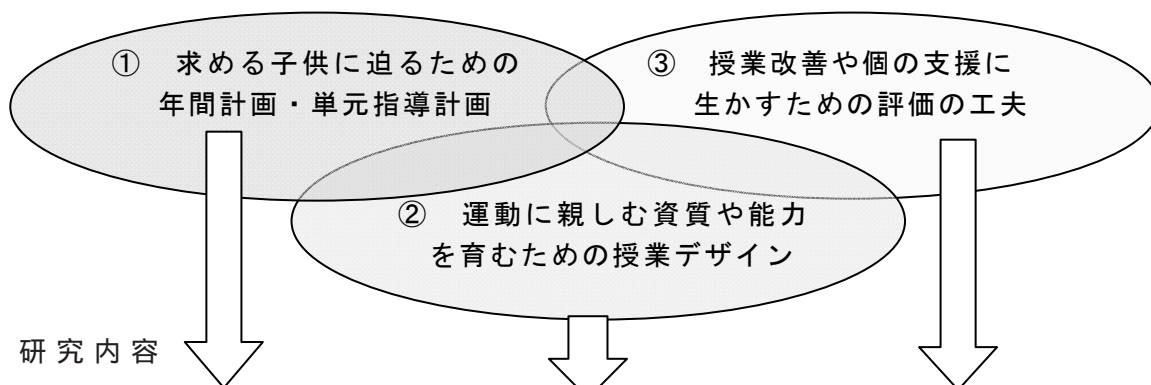 ① 求める子供に迫るための
年間計画・単元指導計画
③ 授業改善や個の支援に
生かすための評価の工夫
② 運動に親しむ資質や能力
を育むための授業デザイン
研究内容